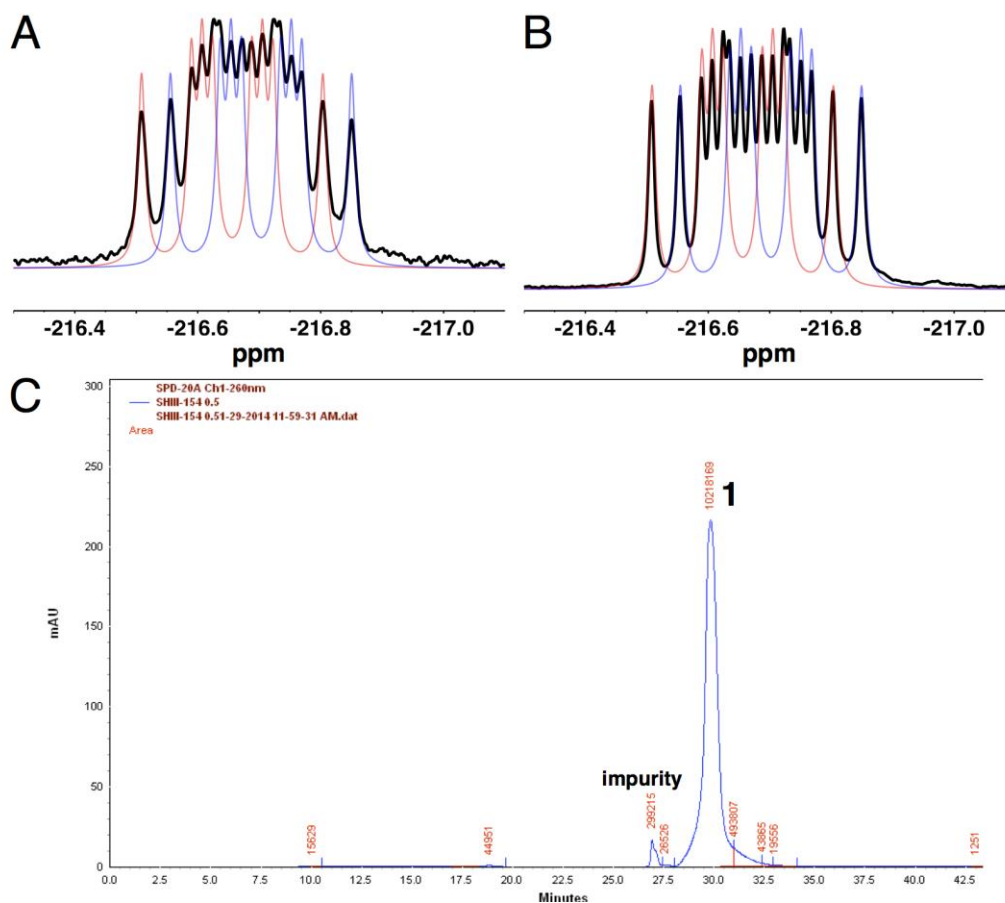 A
B
-216.4 -216.6 -216.8 -217.0
ppm
-216.4 -216.6 -216.8 -217.0
ppm
C
SPD-20A Ch1-260nm
SHIII-154 0.5
SHIII-154 0.51-29-2014 11-59-31 AM.dat
Area
300
250
200
150
100
50
0
mAU
15629
44951
impurity
299215
26526
10218169
1
493807
43865
19556
1251
0.0 2.5 5.0 7.5 10.0 12.5 15.0 17.5 20.0 22.5 25.0 27.5 30.0 32.5 35.0 37.5 40.0 42.5
Minutes